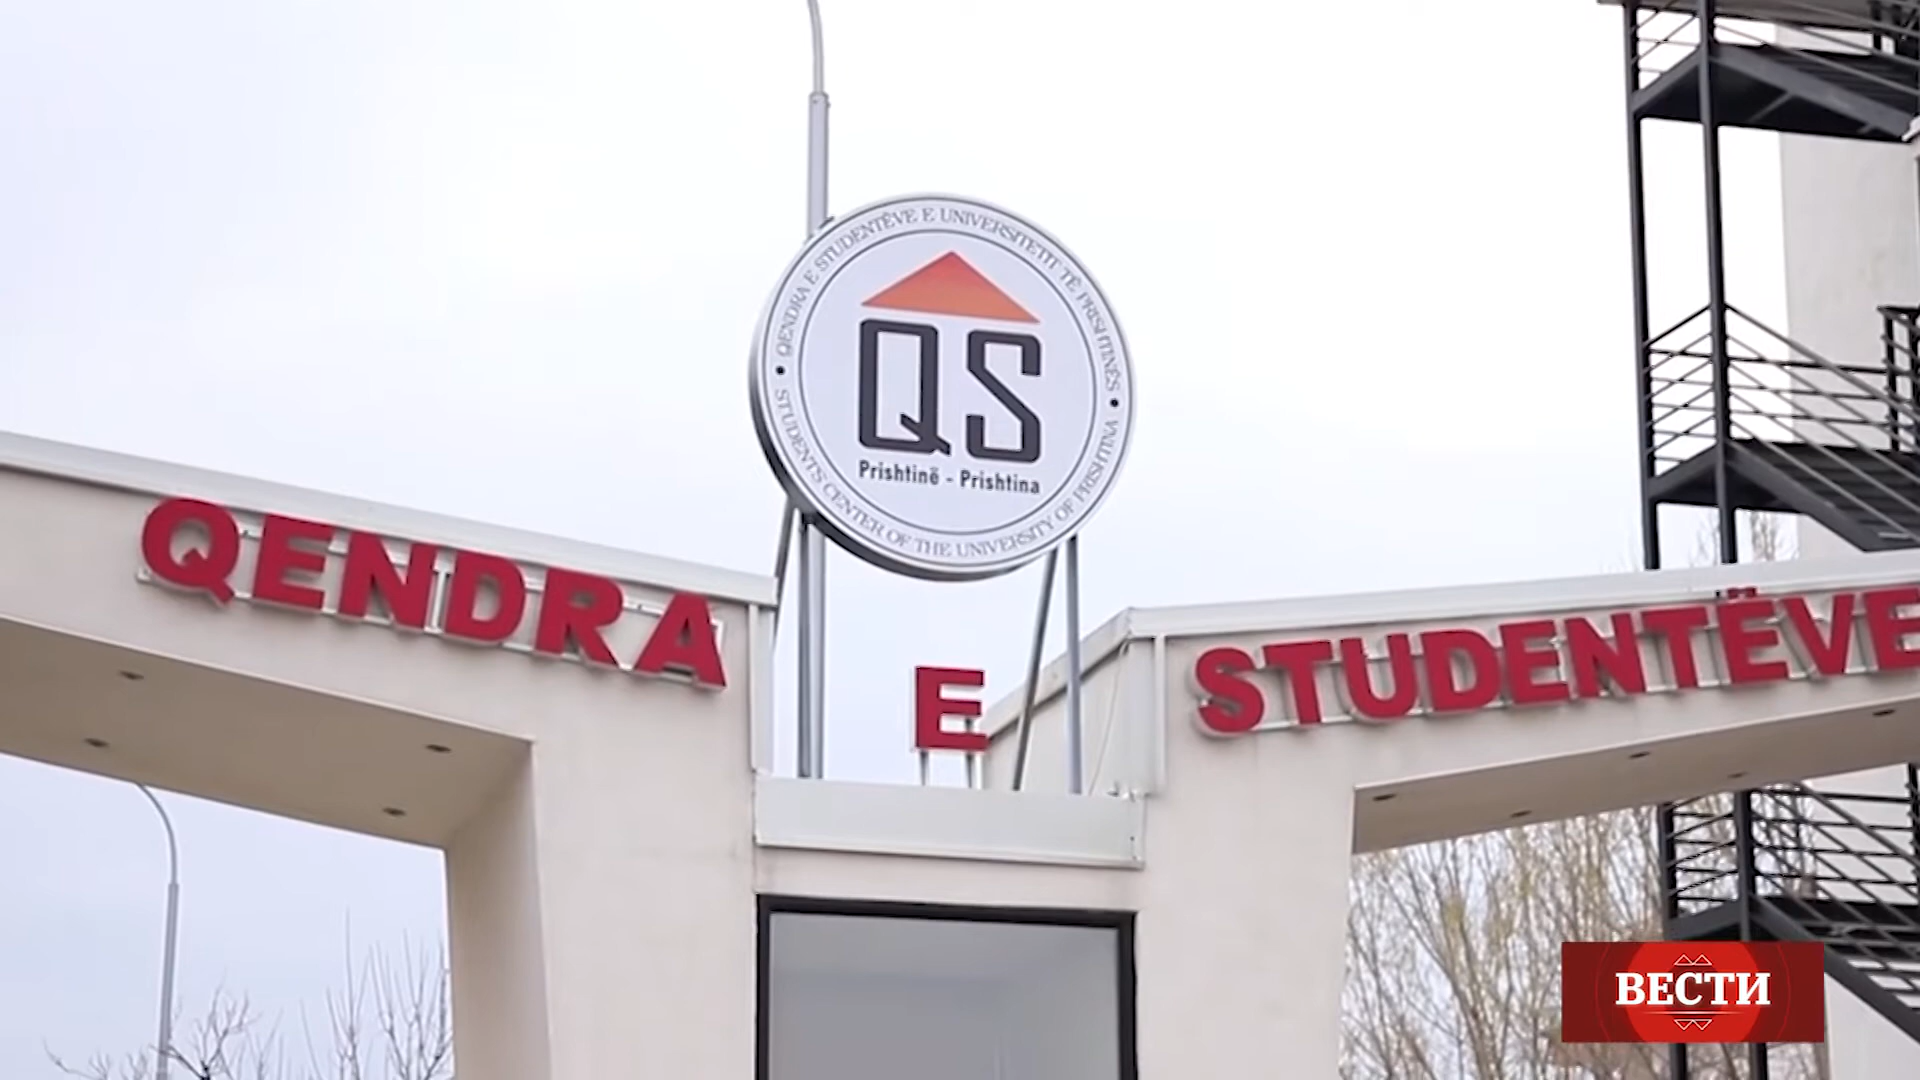 QENDRA E STUDENTËVE E UNIVERSITETIT TË PRISHTINËS
QS
Prishtinë - Prishtina
STUDENTS CENTER OF THE UNIVERSITY OF PRISHTINA
QENDRA E STUDENTËVE
ВЕСТИ